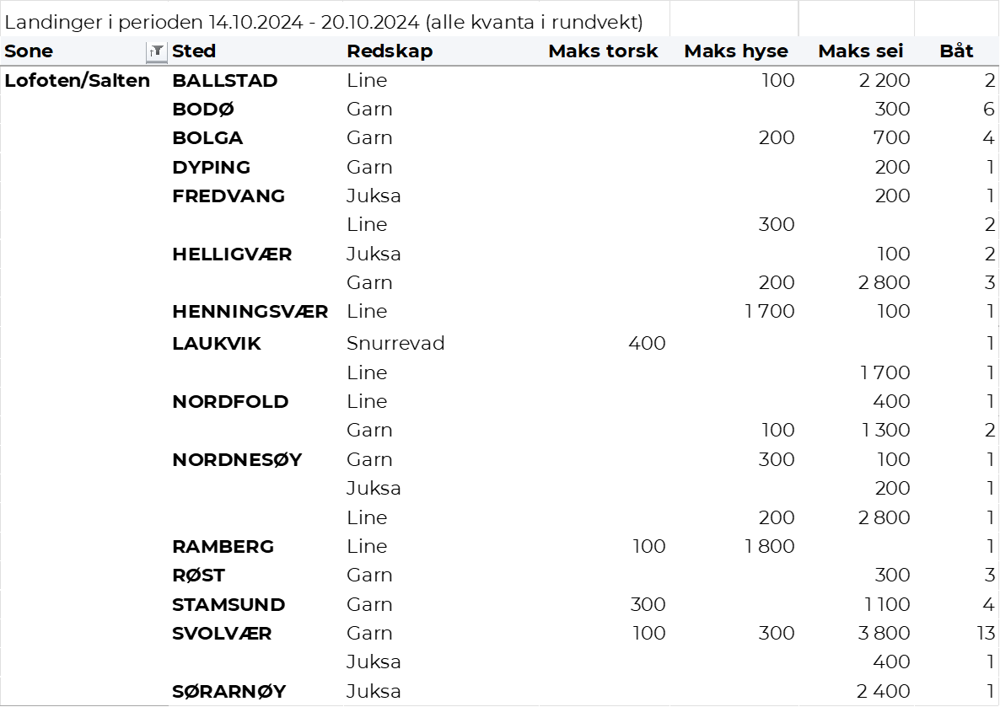 Landinger i perioden 14.10.2024 - 20.10.2024 (alle kvanta i rundvekt)
Sone Sted Redskap Maks torsk Maks hyse Maks sei Båt
Lofoten/Salten BALLSTAD Line 100 2 200 2
BODØ Garn 300 6
BOLGA Garn 200 700 4
DYPING Garn 200 1
FREDVANG Juksa 200 1
Line 300 2
HELLIGVÆR Juksa 100 2
Garn 200 2 800 3
HENNINGSVÆR Line 1 700 100 1
LAUKVIK Snurrevad 400 1
Line 1 700 1
NORDFOLD Line 400 1
Garn 100 1 300 2
NORDNESØY Garn 300 100 1
Juksa 200 1
Line 200 2 800 1
RAMBERG Line 100 1 800 1
RØST Garn 300 3
STAMSUND Garn 300 1 100 4
SVOLVÆR Garn 100 300 3 800 13
Juksa 400 1
SØRARNØY Juksa 2 400 1